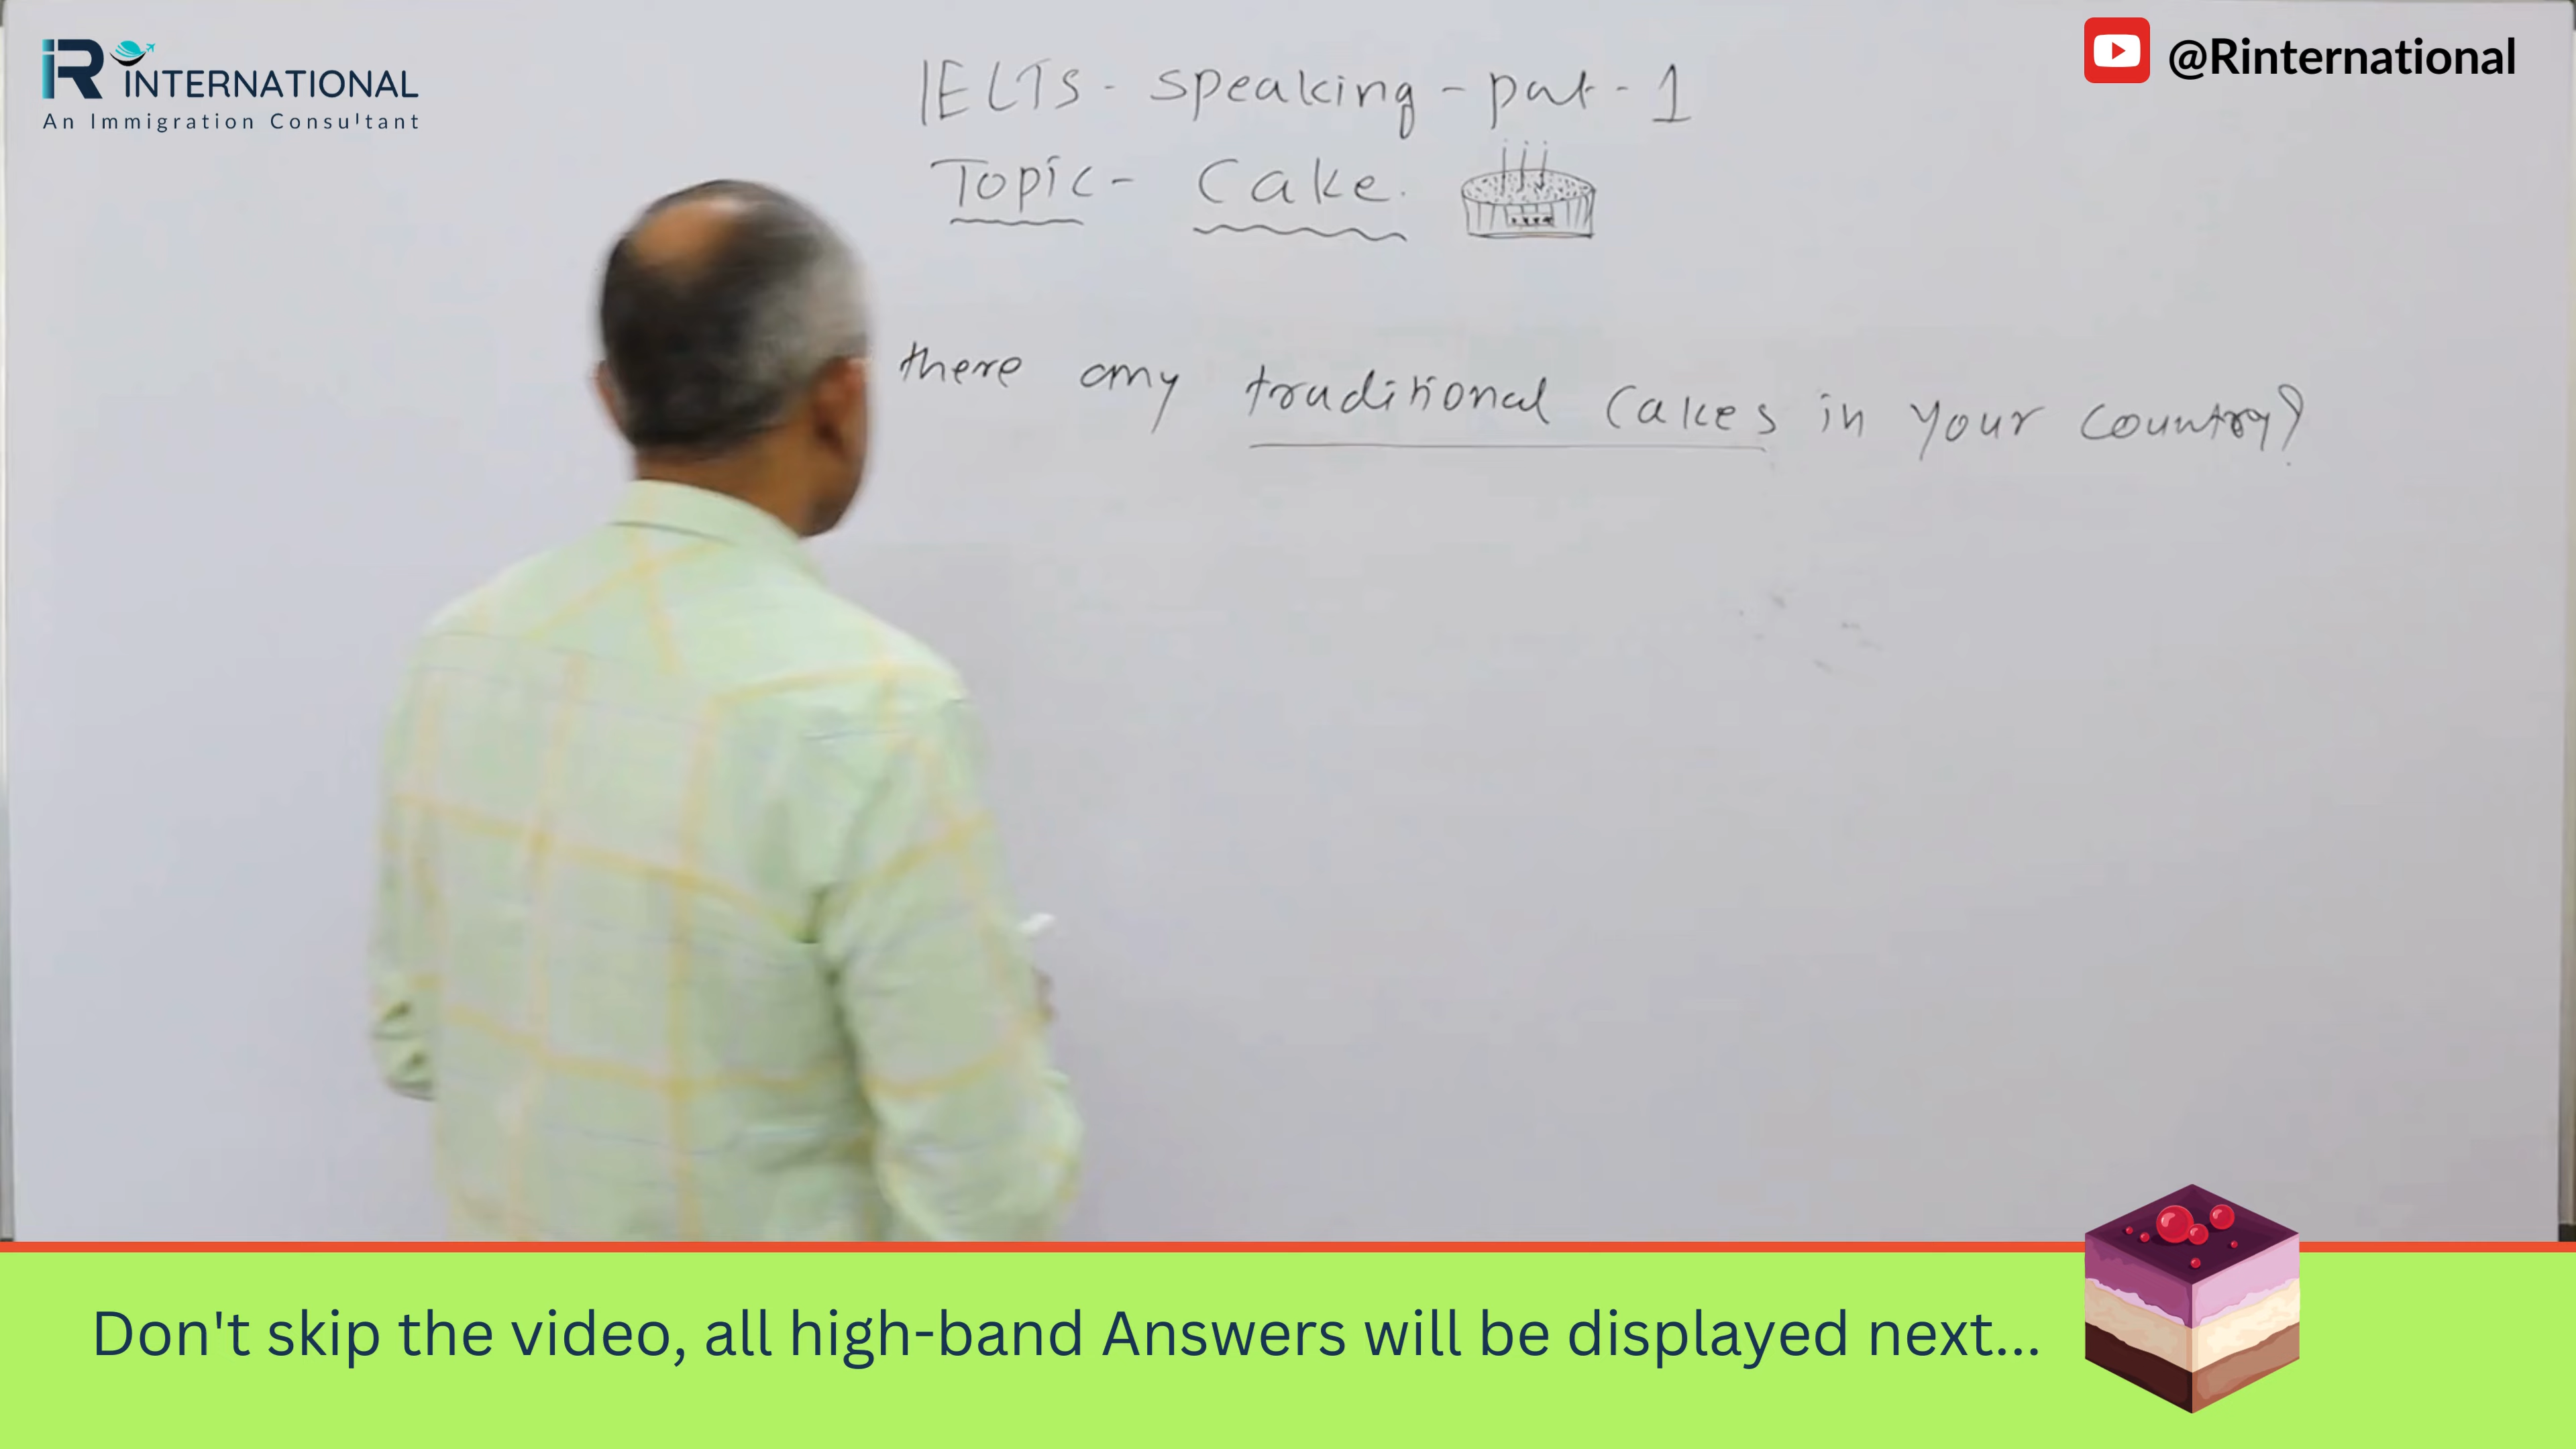 iR INTERNATIONAL
An Immigration Consultant
@Rinternational
IELTS - speaking - part - 1
Topic - Cake.
there any traditional cakes in your country?
Don't skip the video, all high-band Answers will be displayed next...